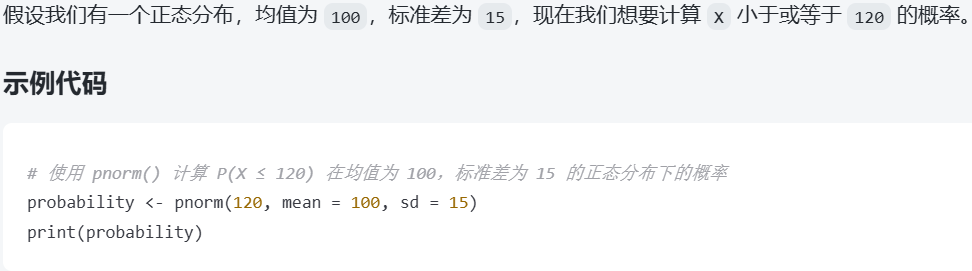 假设我们有一个正态分布，均值为 100，标准差为 15，现在我们想要计算 X 小于或等于 120 的概率。
示例代码
# 使用 pnorm() 计算 P(X ≤ 120) 在均值为 100，标准差为 15 的正态分布下的概率
probability <- pnorm(120, mean = 100, sd = 15)
print(probability)